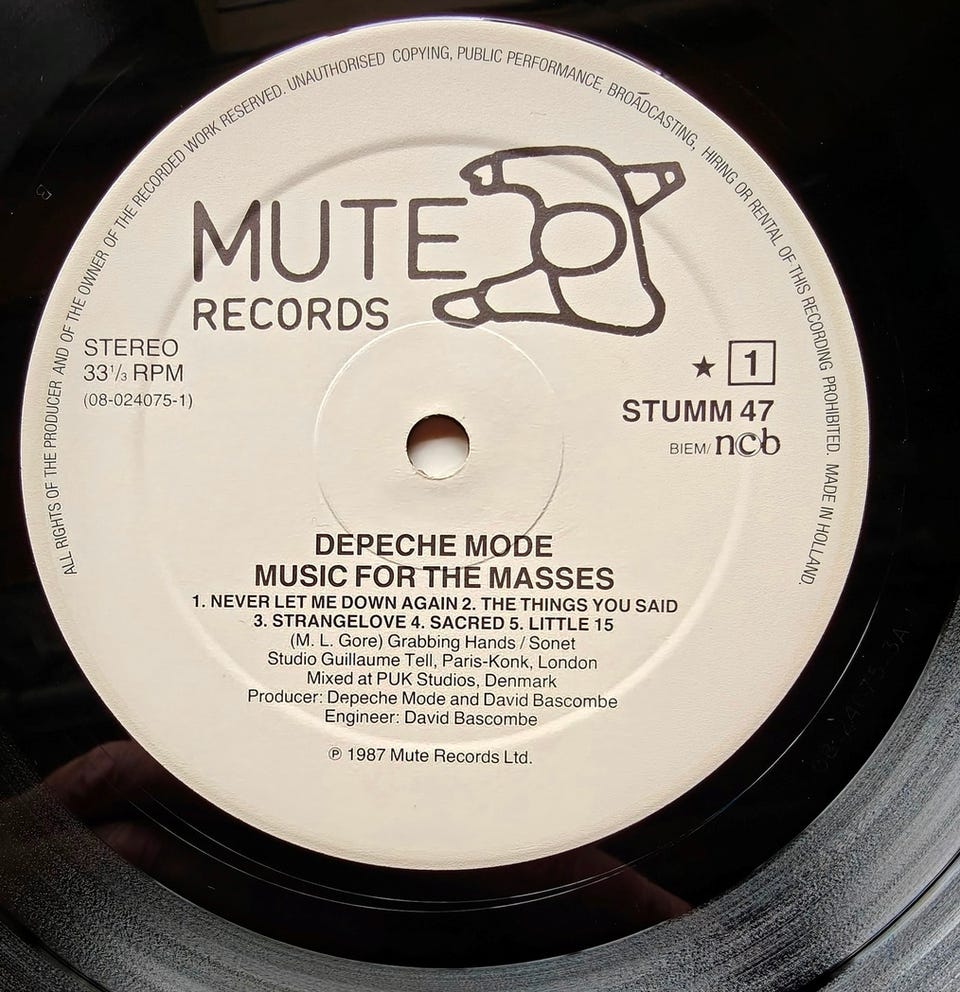 ALL RIGHTS OF THE PRODUCER AND OF THE OWNER OF THE RECORDED WORK RESERVED. UNAUTHORISED COPYING, PUBLIC PERFORMANCE, BROADCASTING, HIRING OR RENTAL OF THIS RECORDING PROHIBITED. MADE IN HOLLAND.
MUTE
RECORDS
STEREO
33⅓ RPM
(08-024075-1)
★ 1
STUMM 47
BIEM/ncb
DEPECHE MODE
MUSIC FOR THE MASSES
1. NEVER LET ME DOWN AGAIN 2. THE THINGS YOU SAID
3. STRANGELOVE 4. SACRED 5. LITTLE 15
(M. L. Gore) Grabbing Hands / Sonet
Studio Guillaume Tell, Paris-Konk, London
Mixed at PUK Studios, Denmark
Producer: Depeche Mode and David Bascombe
Engineer: David Bascombe
℗ 1987 Mute Records Ltd.